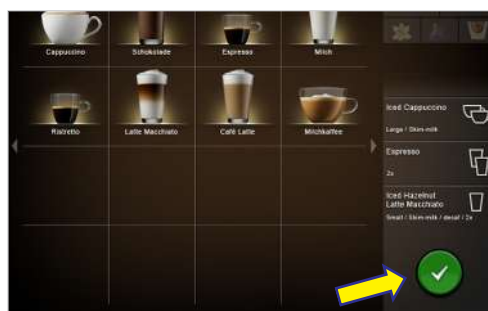 Cappuccino
Schokolade
Espresso
Milch
Ristretto
Latte Macchiato
Café Latte
Milchkaffee
Iced Cappuccino
Large / Skim-milk
Espresso
2x
Iced Hazelnut
Latte Macchiato
Small / Skim-milk / decaf / 2x